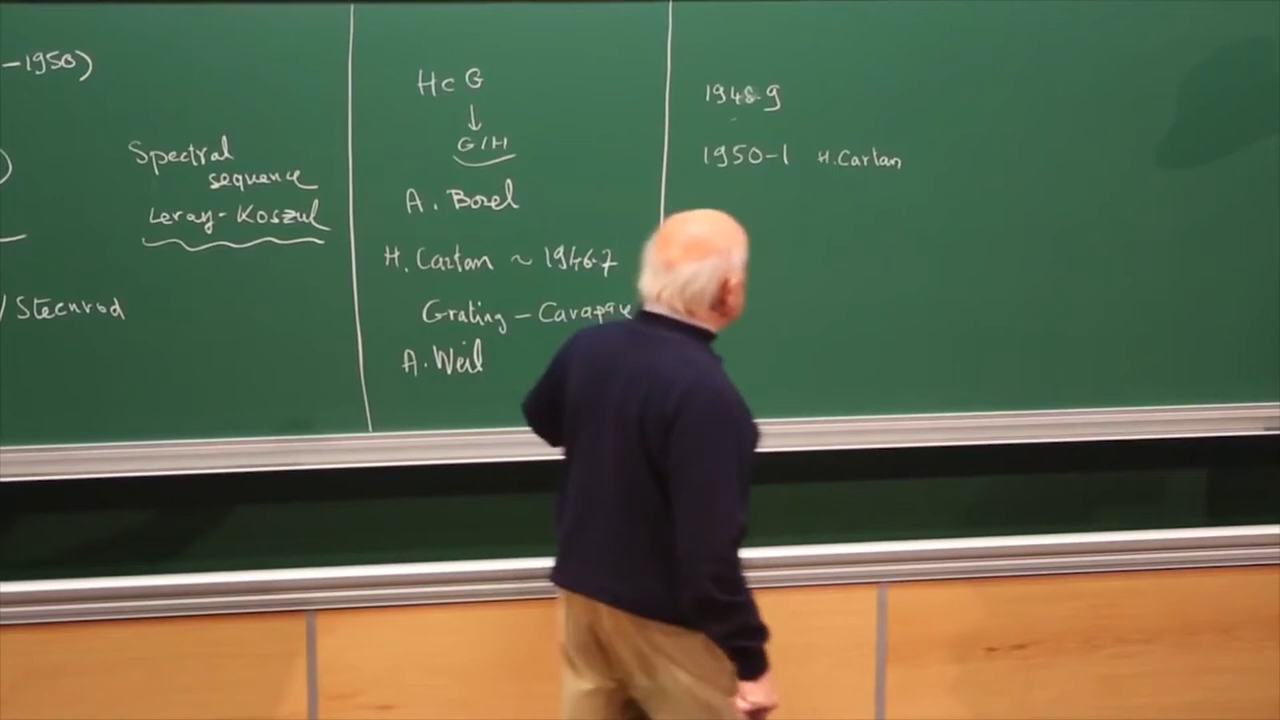 -1950)
)
Spectral
sequence
Leray-Koszul
/Steenrod
H⊂G
↓
G/H
A. Borel
H. Cartan ~ 1946-7
Grating - Carapace
A. Weil
1948-9
1950-1 H. Cartan